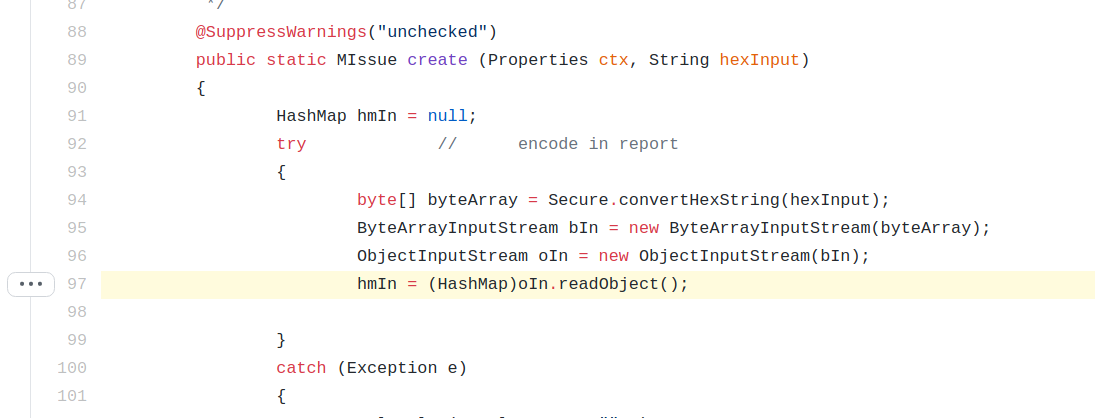 87 */
88 @SuppressWarnings("unchecked")
89 public static MIssue create (Properties ctx, String hexInput)
90 {
91 HashMap hmIn = null;
92 try // encode in report
93 {
94 byte[] byteArray = Secure.convertHexString(hexInput);
95 ByteArrayInputStream bIn = new ByteArrayInputStream(byteArray);
96 ObjectInputStream oIn = new ObjectInputStream(bIn);
97 hmIn = (HashMap)oIn.readObject();
98
99 }
100 catch (Exception e)
101 {